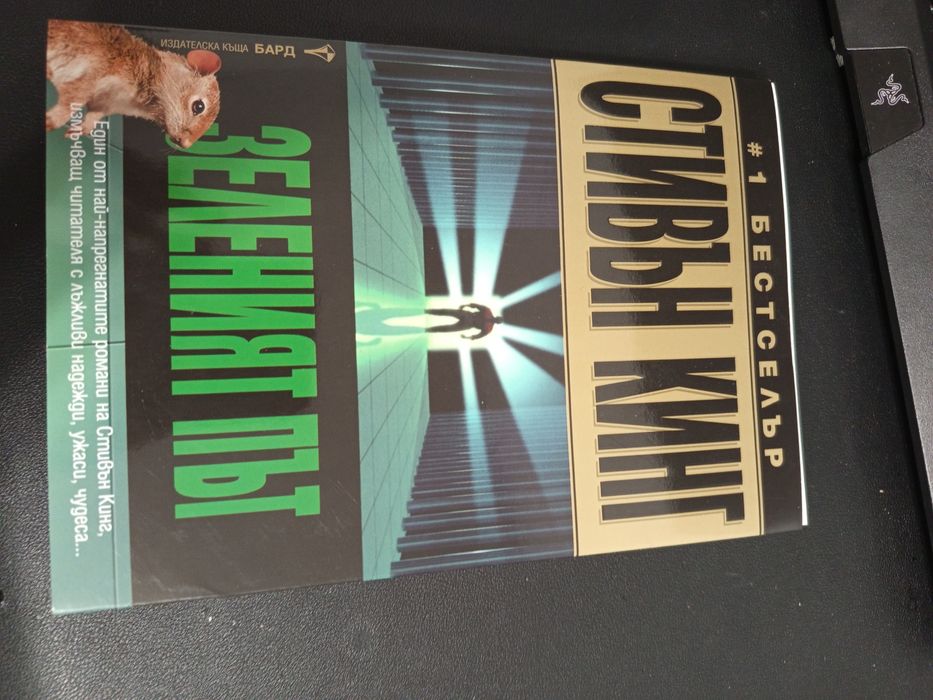 #1 БЕСТСЕЛЪР
СТИВЪН КИНГ
ЗЕЛЕНИЯТ ПЪТ
Един от най-напрегнатите романи на Стивън Кинг,
измъчващ читателя с лъжливи надежди, ужаси, чудеса...
ИЗДАТЕЛСКА КЪЩА БАРД